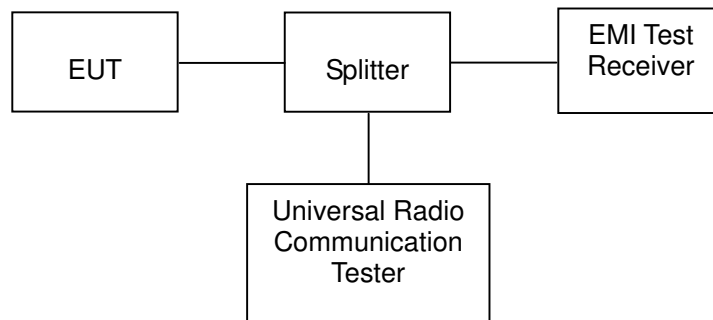 EUT
Splitter
EMI Test
Receiver
Universal Radio
Communication
Tester